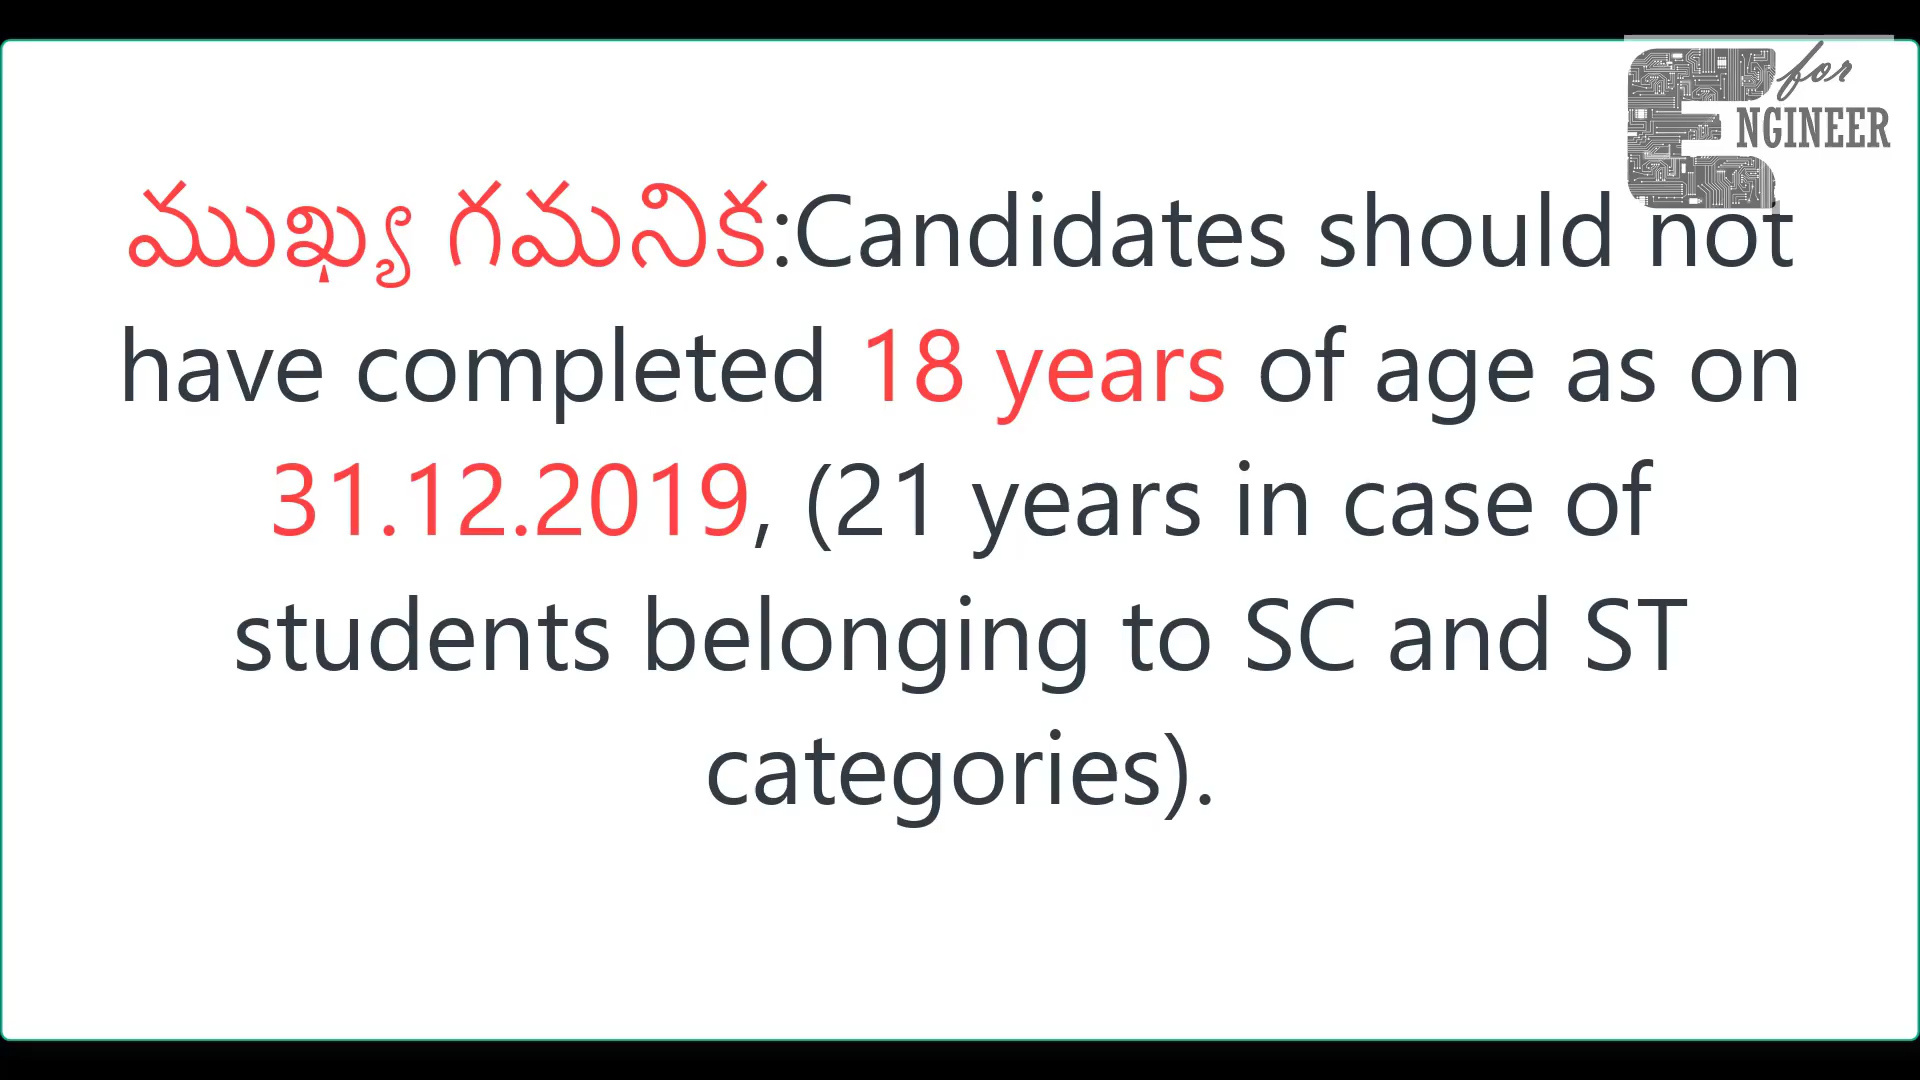 for
ENGINEER
ముఖ్య గమనిక:Candidates should not
have completed 18 years of age as on
31.12.2019, (21 years in case of
students belonging to SC and ST
categories).